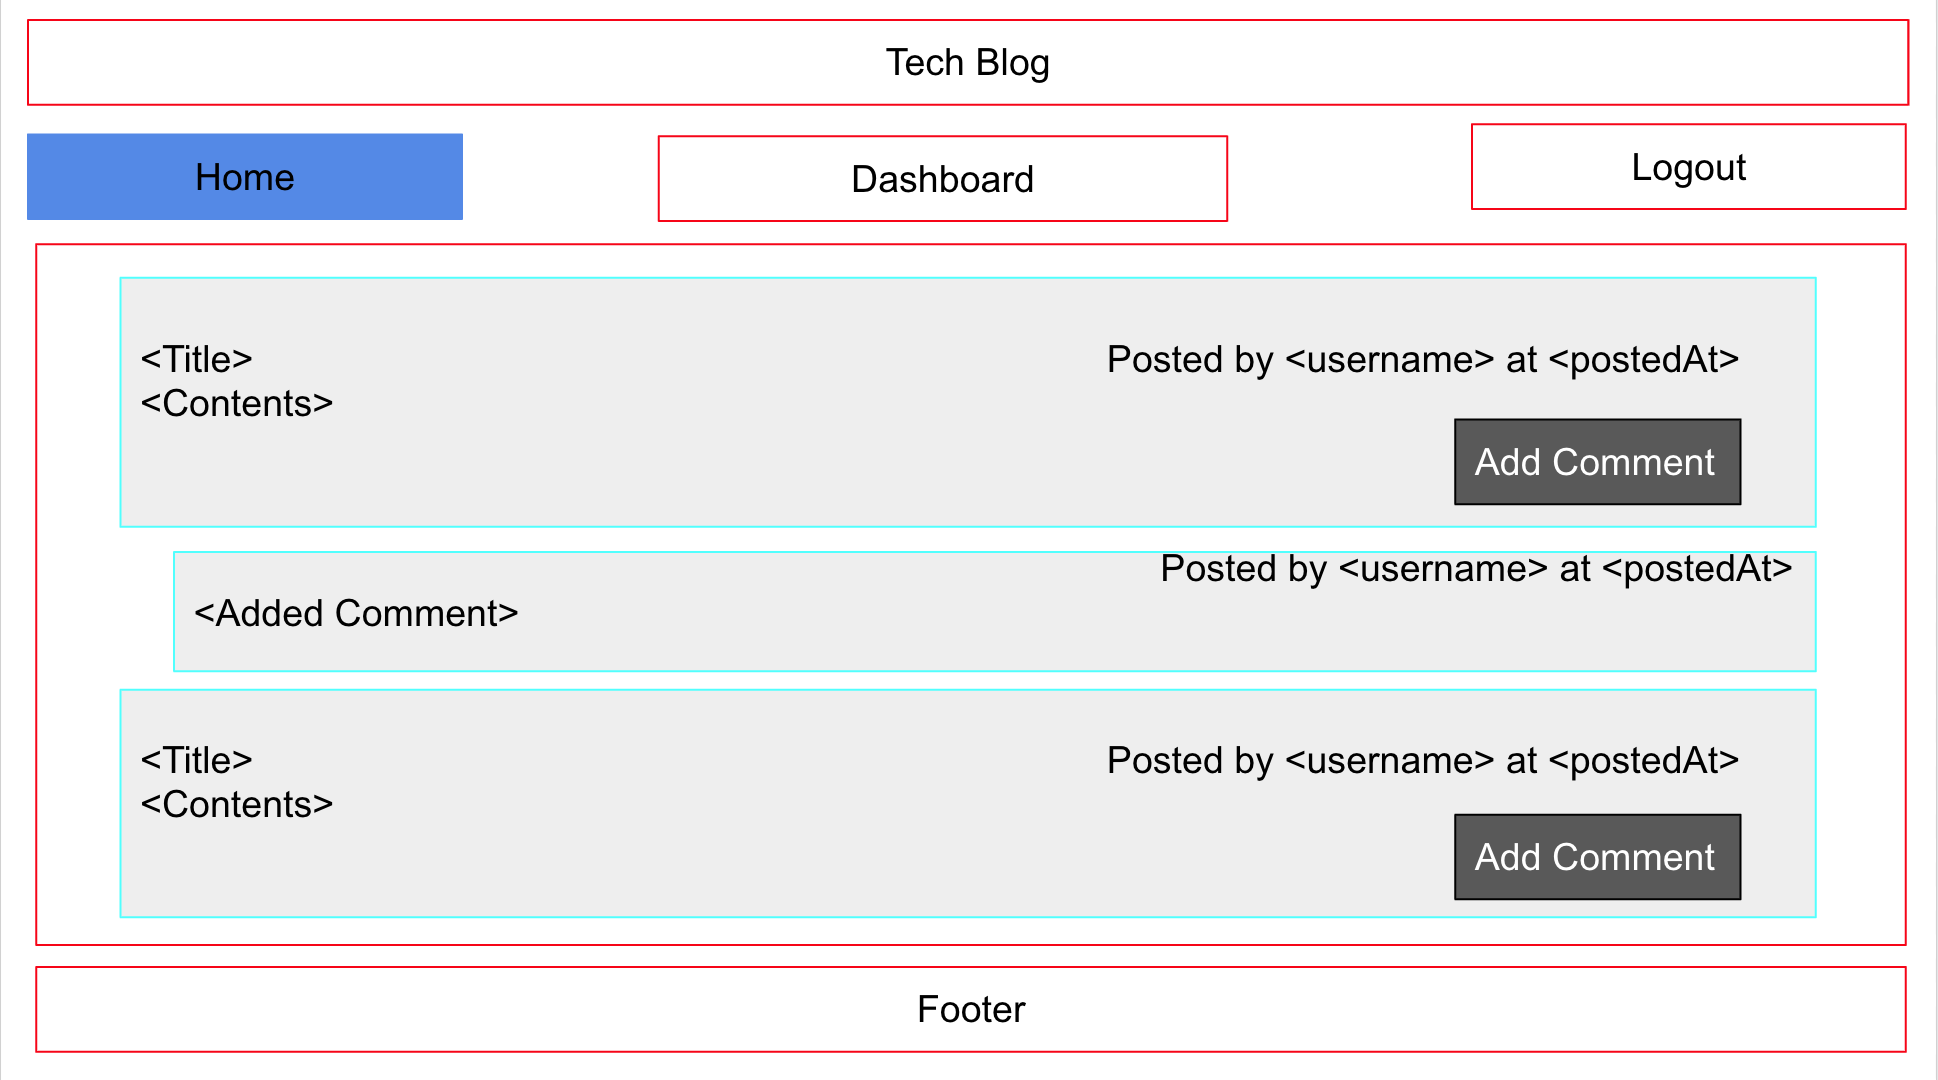 Tech Blog
Home
Dashboard
Logout
<Title>
<Contents>
Posted by <username> at <postedAt>
Add Comment
Posted by <username> at <postedAt>
<Added Comment>
<Title>
<Contents>
Posted by <username> at <postedAt>
Add Comment
Footer